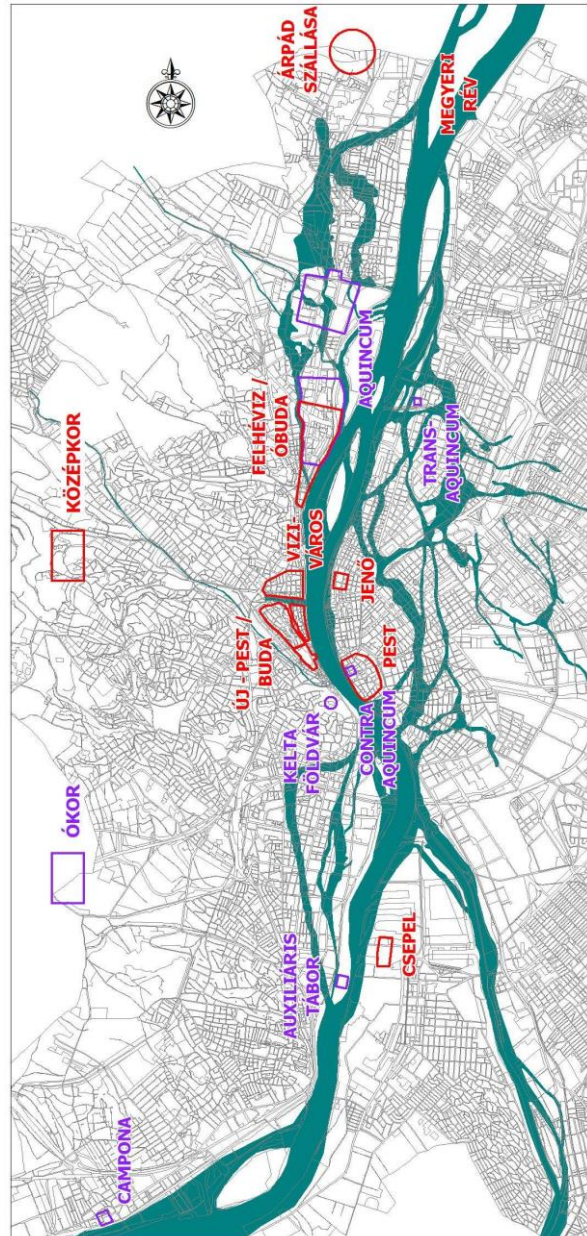 ÓKOR
KÖZÉPKOR
CAMPONA
ÚJ - PEST /
BUDA
FELHÉVIZ /
ÓBUDA
ÁRPÁD
SZÁLLÁSA
AUXILIÁRIS
TÁBOR
KELTA
FÖLDVÁR
VIZI-
VÁROS
CONTRA
AQUINCUM
JENŐ
AQUINCUM
PEST
CSEPEL
TRANS-
AQUINCUM
MEGYERI
RÉV